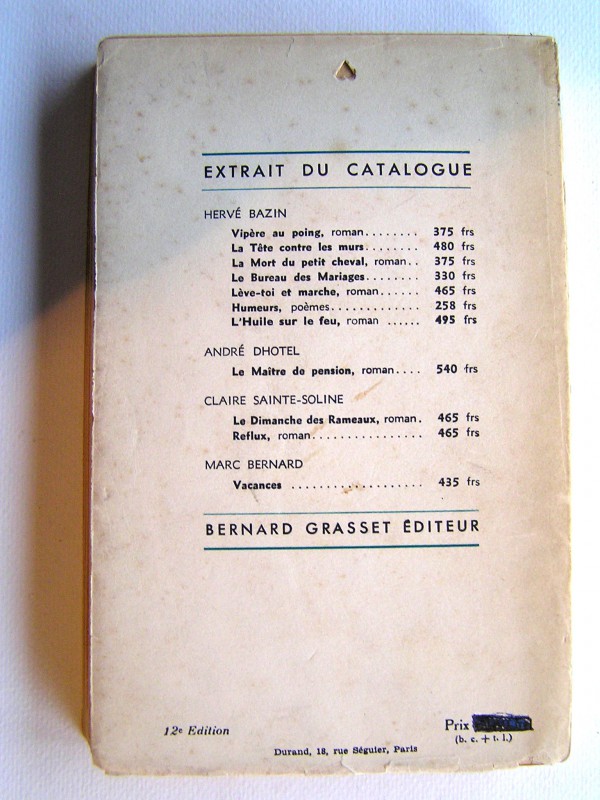 EXTRAIT DU CATALOGUE
HERVÉ BAZIN
Vipère au poing, roman........ 375 frs
La Tête contre les murs........ 480 frs
La Mort du petit cheval, roman.. 375 frs
Le Bureau des Mariages........ 330 frs
Lève-toi et marche, roman...... 465 frs
Humeurs, poèmes............. 258 frs
L'Huile sur le feu, roman ...... 495 frs
ANDRÉ DHOTEL
Le Maître de pension, roman.... 540 frs
CLAIRE SAINTE-SOLINE
Le Dimanche des Rameaux, roman. 465 frs
Reflux, roman................ 465 frs
MARC BERNARD
Vacances ................... 435 frs
BERNARD GRASSET ÉDITEUR
12e Edition
Prix
(b. c. + t. l.)
Durand, 18, rue Séguier, Paris